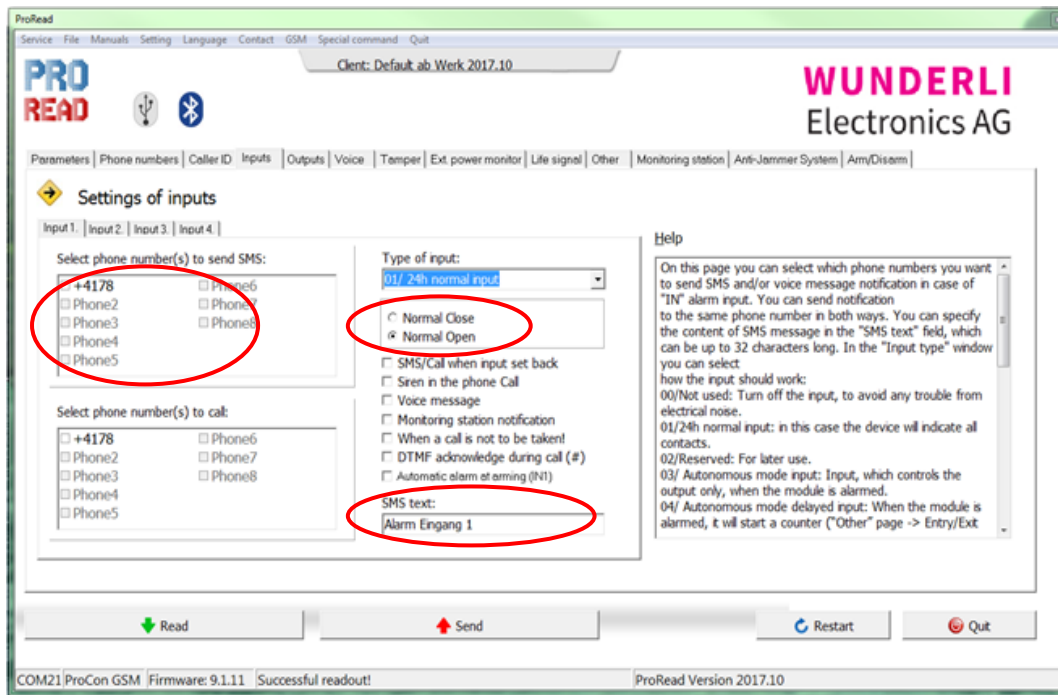 ProRead
Service File Manuals Setting Language Contact GSM Special command Quit
Client: Default ab Werk 2017.10
PRO
READ
WUNDERLI
Electronics AG
Parameters Phone numbers Caller ID Inputs Outputs Voice Tamper Ext. power monitor Life signal Other Monitoring station Anti-Jammer System Arm/Disarm
Settings of inputs
Input 1. Input 2. Input 3. Input 4.
Select phone number(s) to send SMS:
+4178 Phone6
Phone2 Phone7
Phone3 Phone8
Phone4
Phone5
Select phone number(s) to call:
+4178 Phone6
Phone2 Phone7
Phone3 Phone8
Phone4
Phone5
Type of input:
01/ 24h normal input
Normal Close
Normal Open
SMS/Call when input set back
Siren in the phone Call
Voice message
Monitoring station notification
When a call is not to be taken!
DTMF acknowledge during call (#)
Automatic alarm at arming (IN1)
SMS text:
Alarm Eingang 1
Help
On this page you can select which phone numbers you want
to send SMS and/or voice message notification in case of
"IN" alarm input. You can send notification
to the same phone number in both ways. You can specify
the content of SMS message in the "SMS text" field, which
can be up to 32 characters long. In the "Input type" window
you can select
how the input should work:
00/Not used: Turn off the input, to avoid any trouble from
electrical noise.
01/24h normal input: in this case the device will indicate all
contacts.
02/Reserved: For later use.
03/ Autonomous mode input: Input, which controls the
output only, when the module is alarmed.
04/ Autonomous mode delayed input: When the module is
alarmed, it will start a counter ("Other" page -> Entry/Exit
Read Send Restart Quit
COM21 ProCon GSM Firmware: 9.1.11 Successful readout! ProRead Version 2017.10